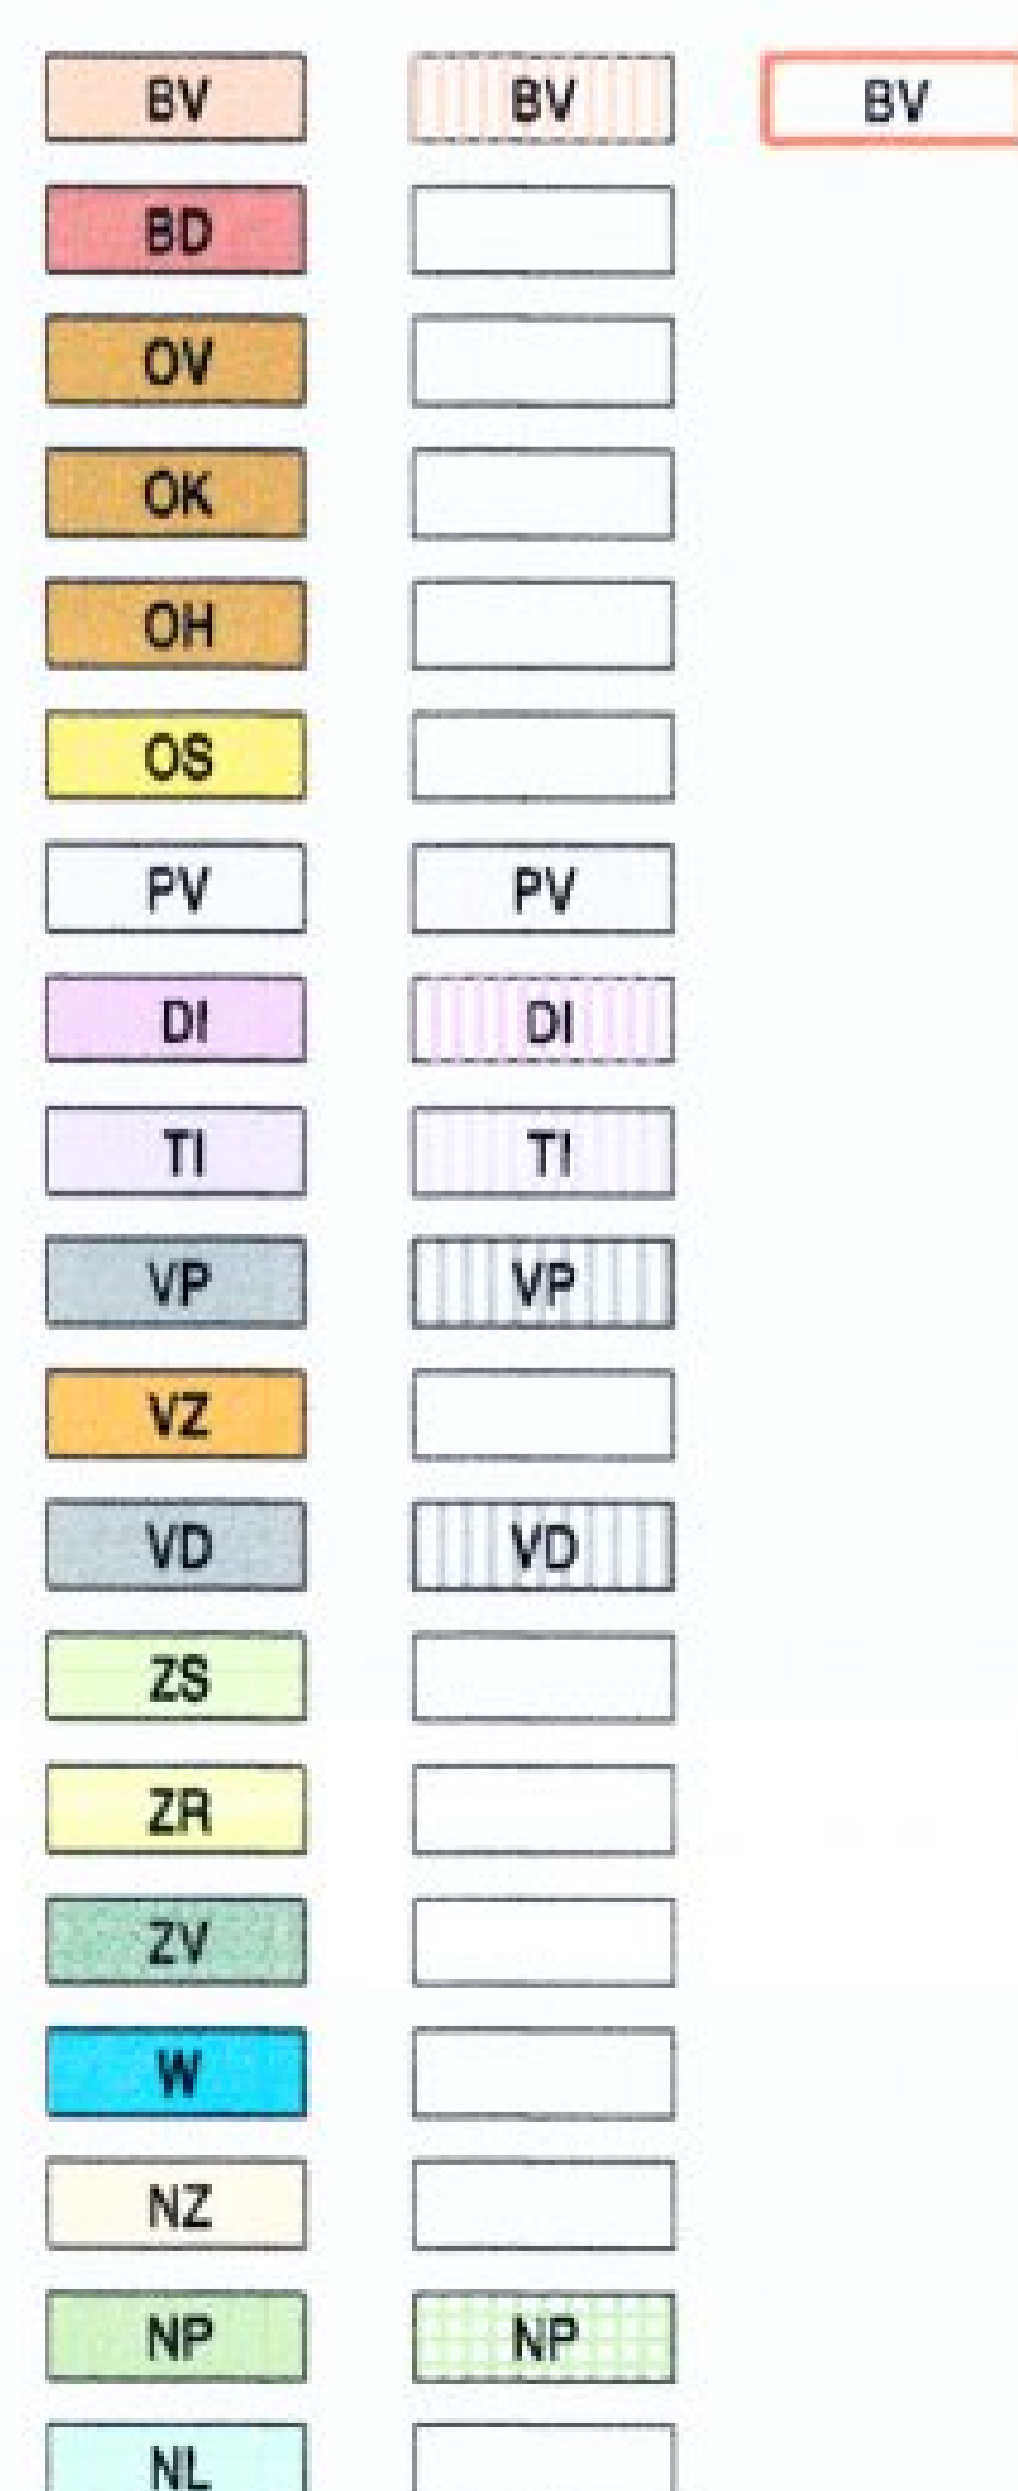 BV BV BV
BD
OV
OK
OH
OS
PV PV
DI DI
TI TI
VP VP
VZ
VD VD
ZS
ZR
ZV
W
NZ
NP NP
NL